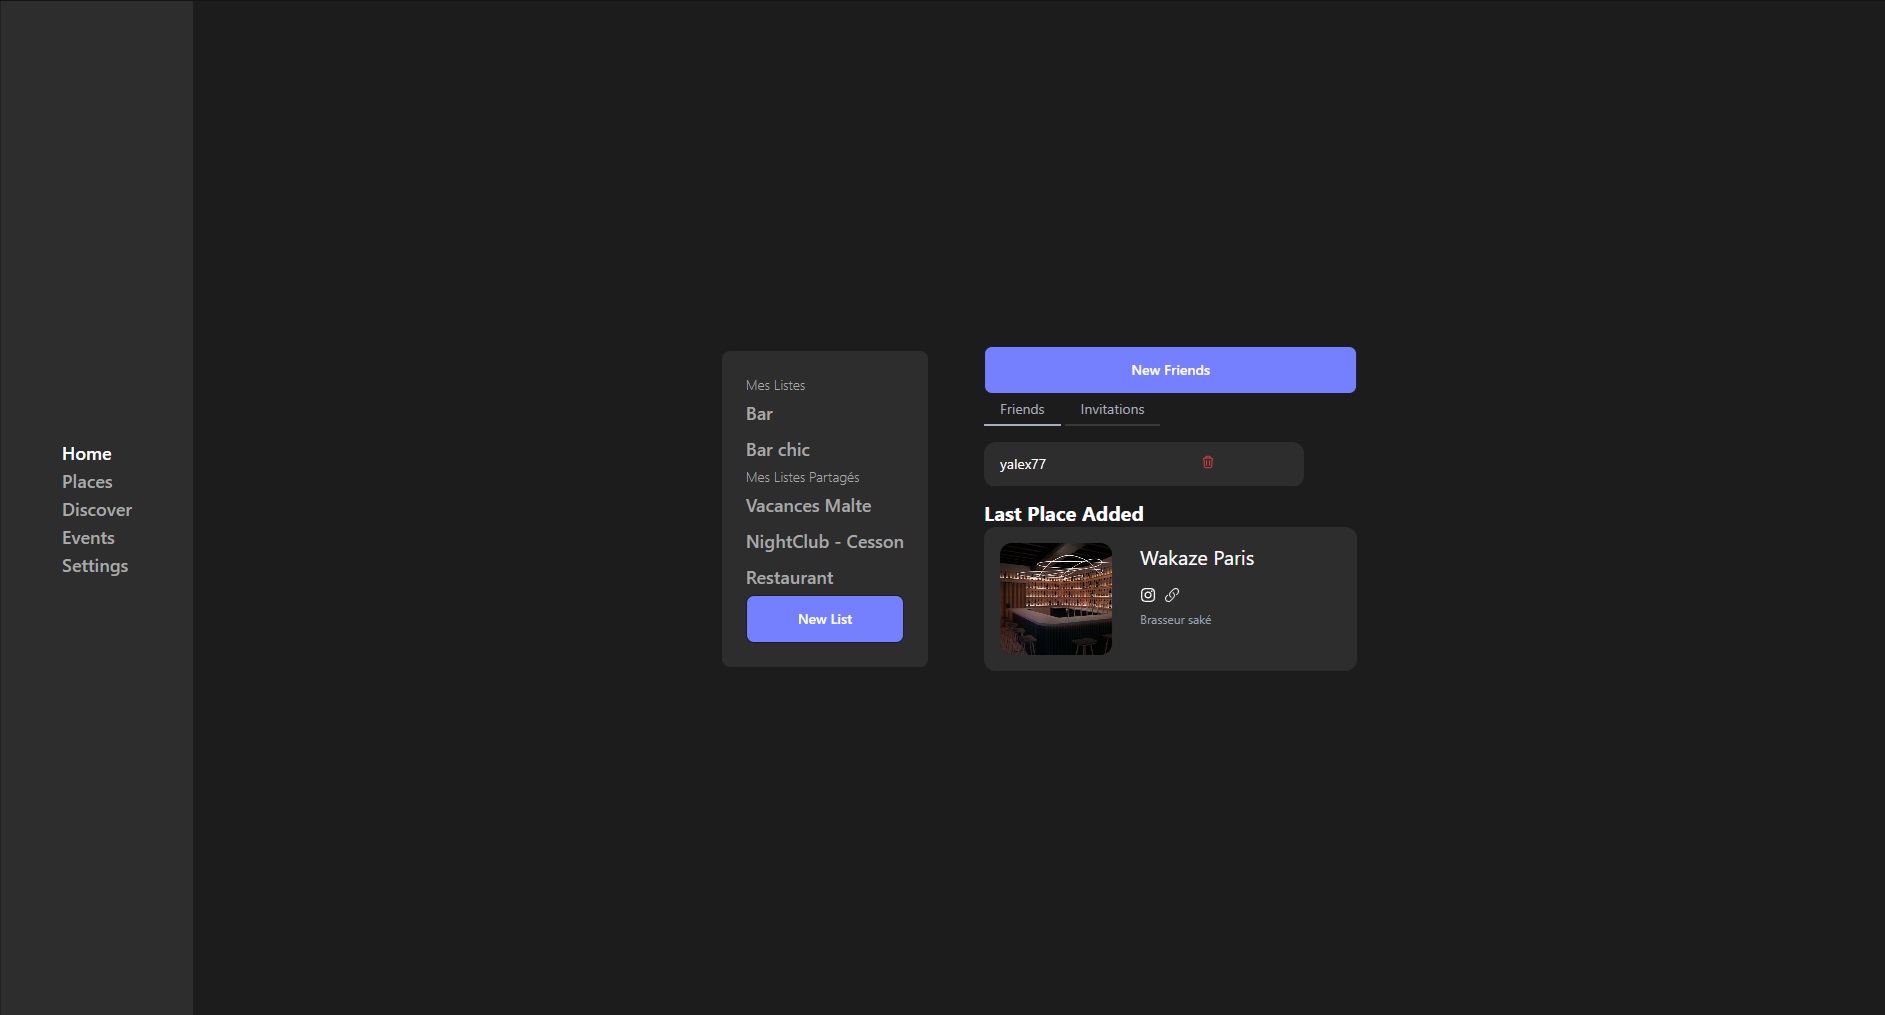 Home
Places
Discover
Events
Settings
Mes Listes
Bar
Bar chic
Mes Listes Partagés
Vacances Malte
NightClub - Cesson
Restaurant
New List
New Friends
Friends
Invitations
yalex77
Last Place Added
Wakaze Paris
Brasseur saké